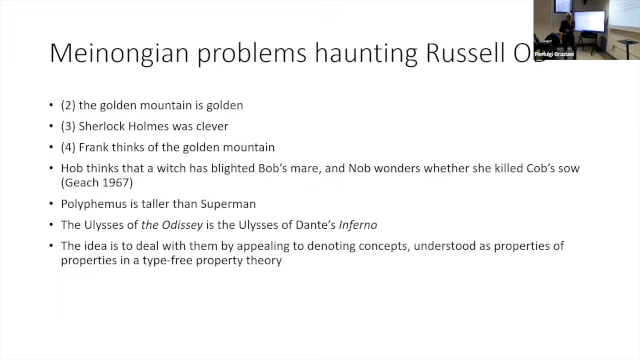 Meinongian problems haunting Russell
Pierluigi Graziani
• (2) the golden mountain is golden
• (3) Sherlock Holmes was clever
• (4) Frank thinks of the golden mountain
• Hob thinks that a witch has blighted Bob's mare, and Nob wonders whether she killed Cob's sow
(Geach 1967)
• Polyphemus is taller than Superman
• The Ulysses of the Odissey is the Ulysses of Dante's Inferno
• The idea is to deal with them by appealing to denoting concepts, understood as properties of
properties in a type-free property theory